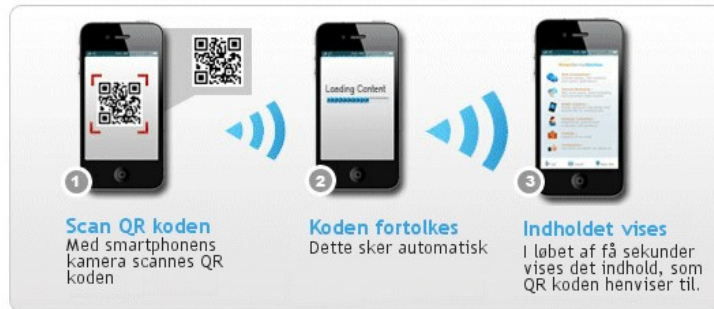 Loading Content
1
2
3
Scan QR koden
Med smartphonens
kamera scannes QR
koden
Koden fortolkes
Dette sker automatisk
Indholdet vises
I løbet af få sekunder
vises det indhold, som
QR koden henviser til.